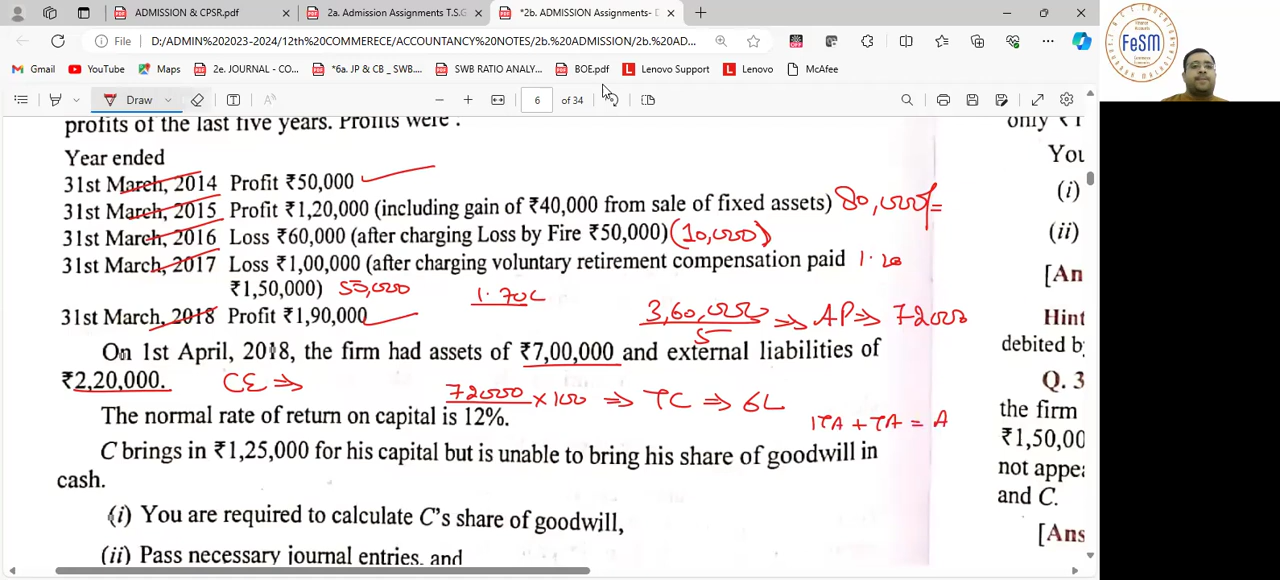 ADMISSION & CPSR.pdf
2a. Admission Assignments T.S.G
*2b. ADMISSION Assignments- D
File D:/ADMIN%202023-2024/12th%20COMMERECE/ACCOUNTANCY%20NOTES/2b.%20ADMISSION/2b.%20AD...
Gmail YouTube Maps 2e. JOURNAL - CO... *6a. JP & CB _SWB.... SWB RATIO ANALY... BOE.pdf Lenovo Support Lenovo McAfee
Draw 6 of 34
FeSM
profits of the last five years. Profits were :
Year ended
31st March, 2014 Profit ₹50,000
31st March, 2015 Profit ₹1,20,000 (including gain of ₹40,000 from sale of fixed assets) 80,000/=
31st March, 2016 Loss ₹60,000 (after charging Loss by Fire ₹50,000) (10,000)
31st March, 2017 Loss ₹1,00,000 (after charging voluntary retirement compensation paid 1.20
₹1,50,000) 50,000 1.70L
31st March, 2018 Profit ₹1,90,000 3,60,000 / 5 ⇒ AP ⇒ 72000
On 1st April, 2018, the firm had assets of ₹7,00,000 and external liabilities of
₹2,20,000. CE ⇒ 72000 × 100 ⇒ TC ⇒ 6L
The normal rate of return on capital is 12%. ITA + TA = A
C brings in ₹1,25,000 for his capital but is unable to bring his share of goodwill in
cash.
(i) You are required to calculate C's share of goodwill,
(ii) Pass necessary journal entries, and
only ₹1
You
(i)
(ii)
[An
Hint
debited b
Q. 3
the firm
₹1,50,00
not appe
and C.
[Ans